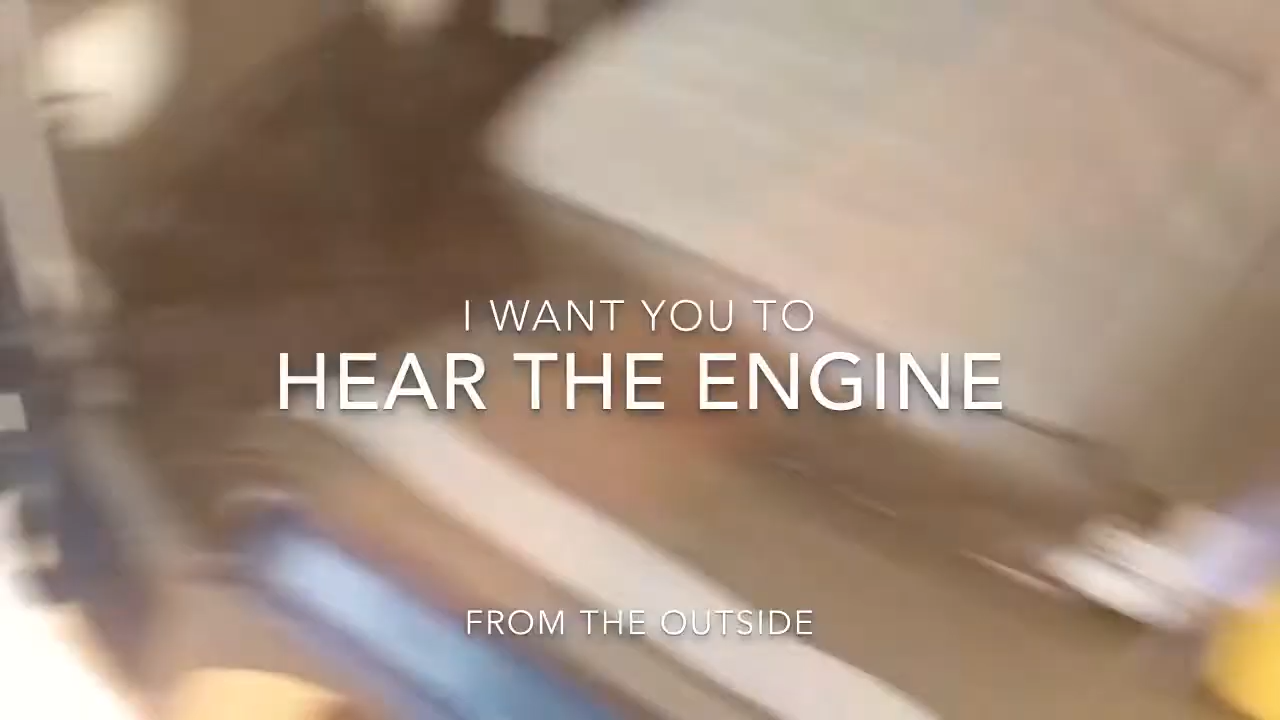 I WANT YOU TO
HEAR THE ENGINE
FROM THE OUTSIDE